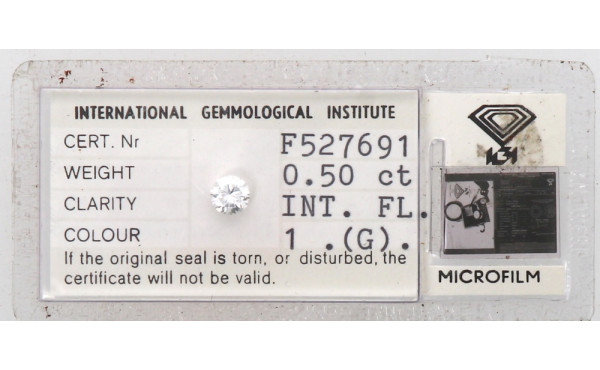 INTERNATIONAL GEMMOLOGICAL INSTITUTE
CERT. Nr F527691
WEIGHT 0.50 ct
CLARITY INT. FL.
COLOUR 1 .(G).
If the original seal is torn, or disturbed, the
certificate will not be valid.
MICROFILM